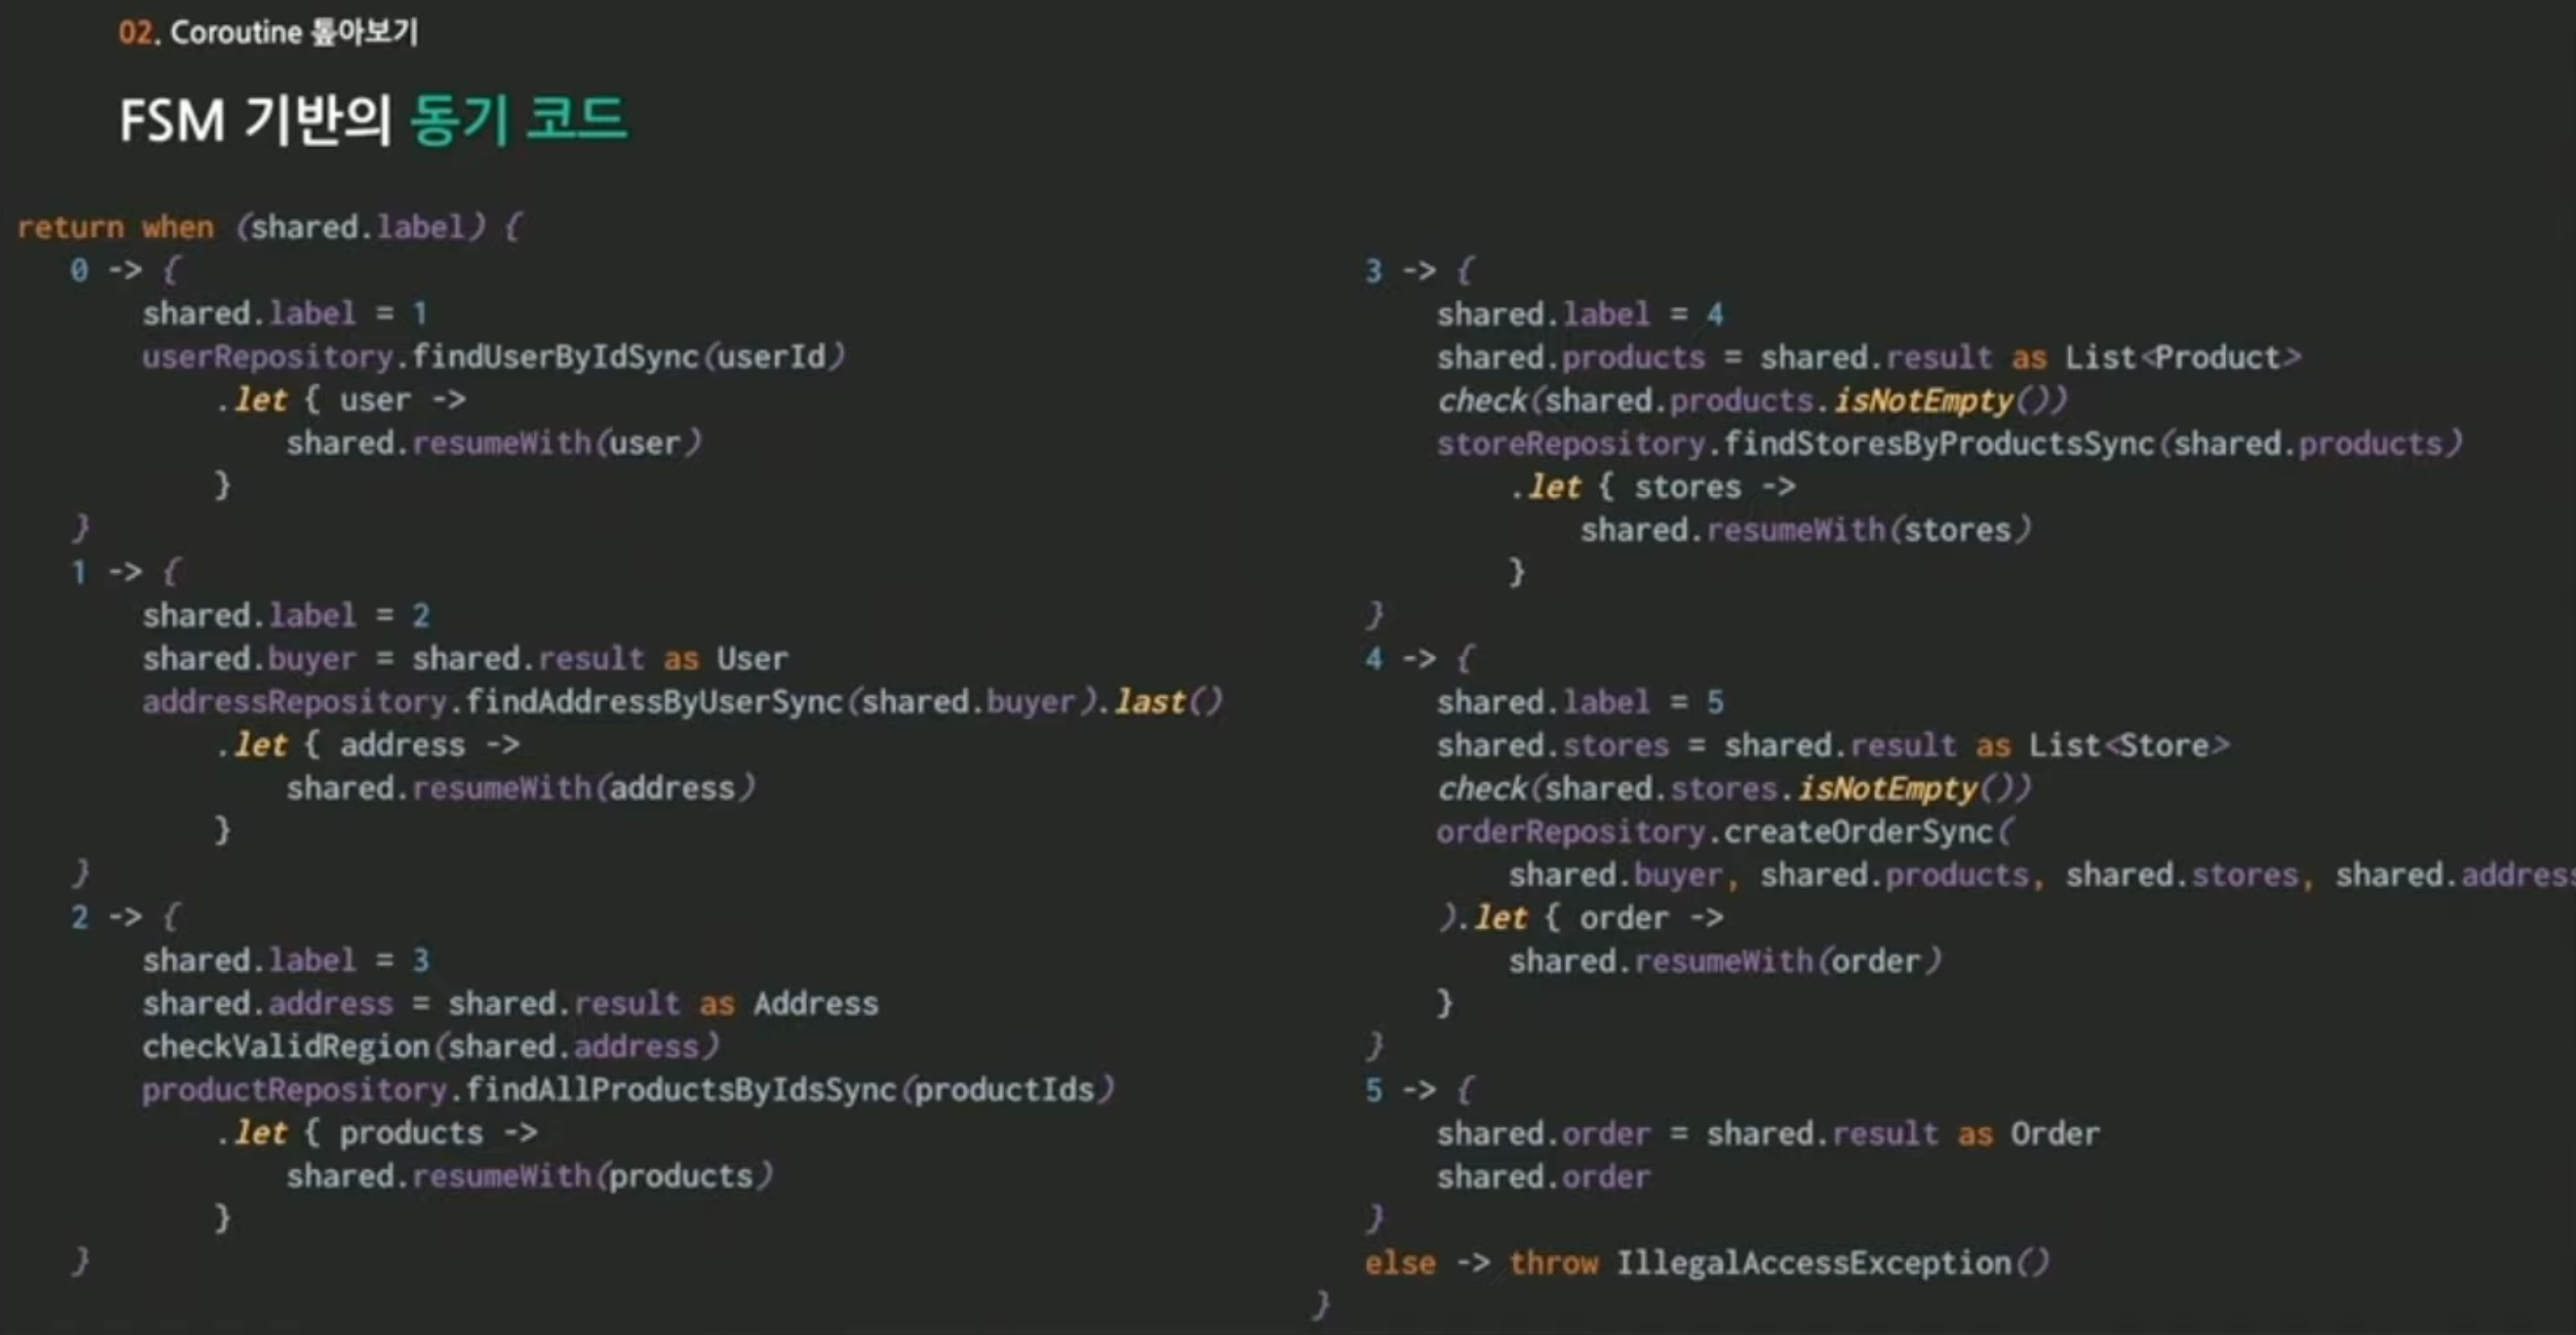 02. Coroutine 톺아보기
FSM 기반의 동기 코드
return when (shared.label) {
0 -> {
shared.label = 1
userRepository.findUserByIdSync(userId)
.let { user ->
shared.resumeWith(user)
}
}
1 -> {
shared.label = 2
shared.buyer = shared.result as User
addressRepository.findAddressByUserSync(shared.buyer).last()
.let { address ->
shared.resumeWith(address)
}
}
2 -> {
shared.label = 3
shared.address = shared.result as Address
checkValidRegion(shared.address)
productRepository.findAllProductsByIdsSync(productIds)
.let { products ->
shared.resumeWith(products)
}
}
3 -> {
shared.label = 4
shared.products = shared.result as List<Product>
check(shared.products.isNotEmpty())
storeRepository.findStoresByProductsSync(shared.products)
.let { stores ->
shared.resumeWith(stores)
}
}
4 -> {
shared.label = 5
shared.stores = shared.result as List<Store>
check(shared.stores.isNotEmpty())
orderRepository.createOrderSync(
shared.buyer, shared.products, shared.stores, shared.address
).let { order ->
shared.resumeWith(order)
}
}
5 -> {
shared.order = shared.result as Order
shared.order
}
else -> throw IllegalAccessException()
}